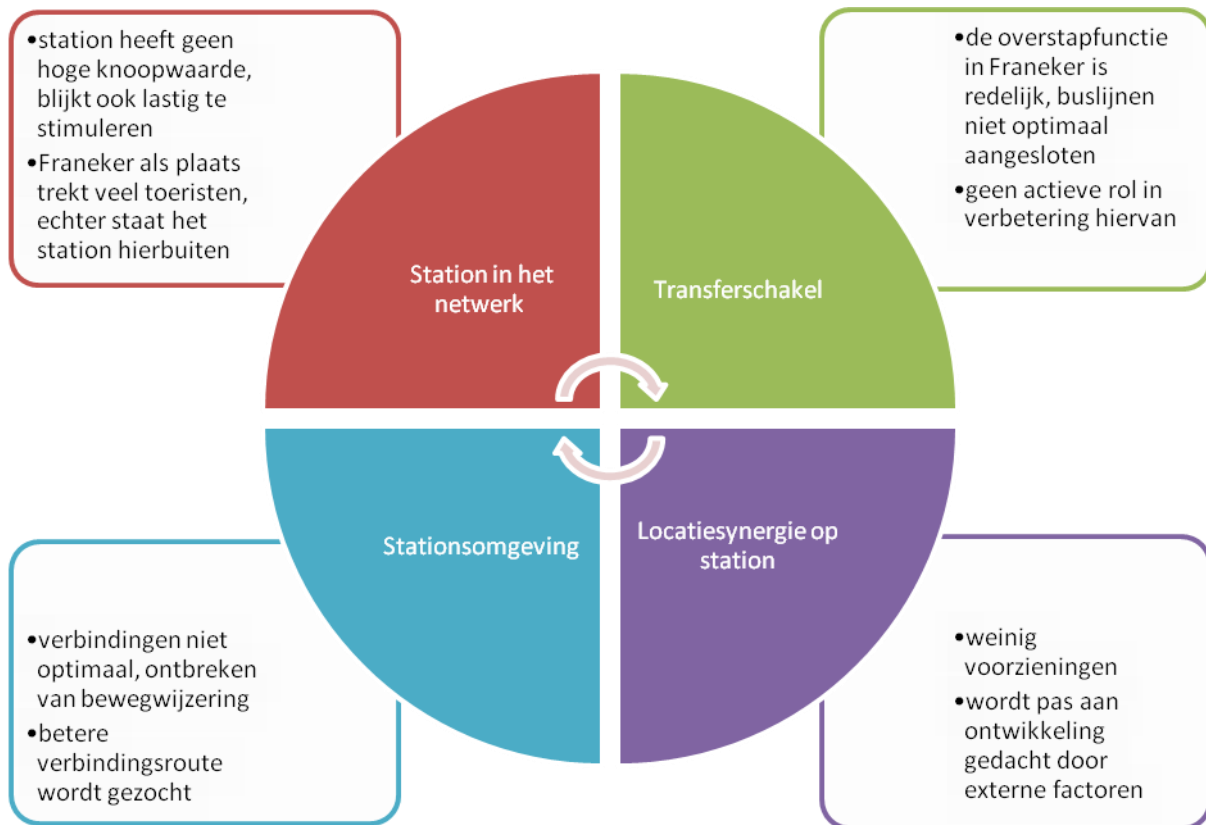 •station heeft geen
hoge knoopwaarde,
blijkt ook lastig te
stimuleren
•Franeker als plaats
trekt veel toeristen,
echter staat het
station hierbuiten
•de overstapfunctie
in Franeker is
redelijk, buslijnen
niet optimaal
aangesloten
•geen actieve rol in
verbetering hiervan
Station in het
netwerk
Transferschakel
Stationsomgeving
Locatiesynergie op
station
•verbindingen niet
optimaal, ontbreken
van bewegwijzering
•betere
verbindingsroute
wordt gezocht
•weinig
voorzieningen
•wordt pas aan
ontwikkeling
gedacht door
externe factoren